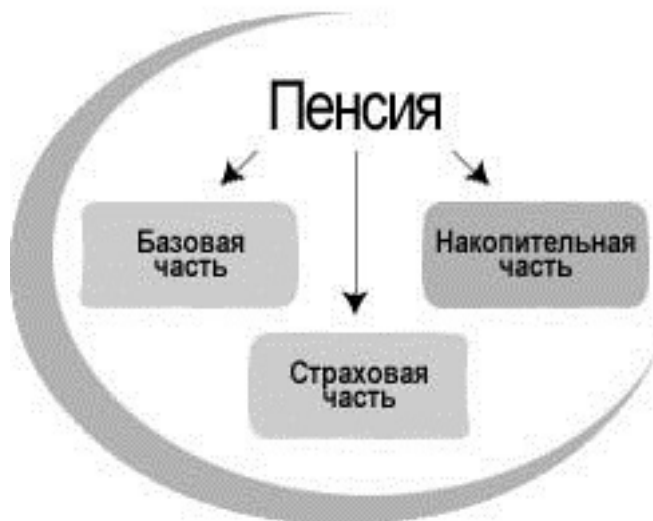 Пенсия
Базовая
часть
Накопительная
часть
Страховая
часть